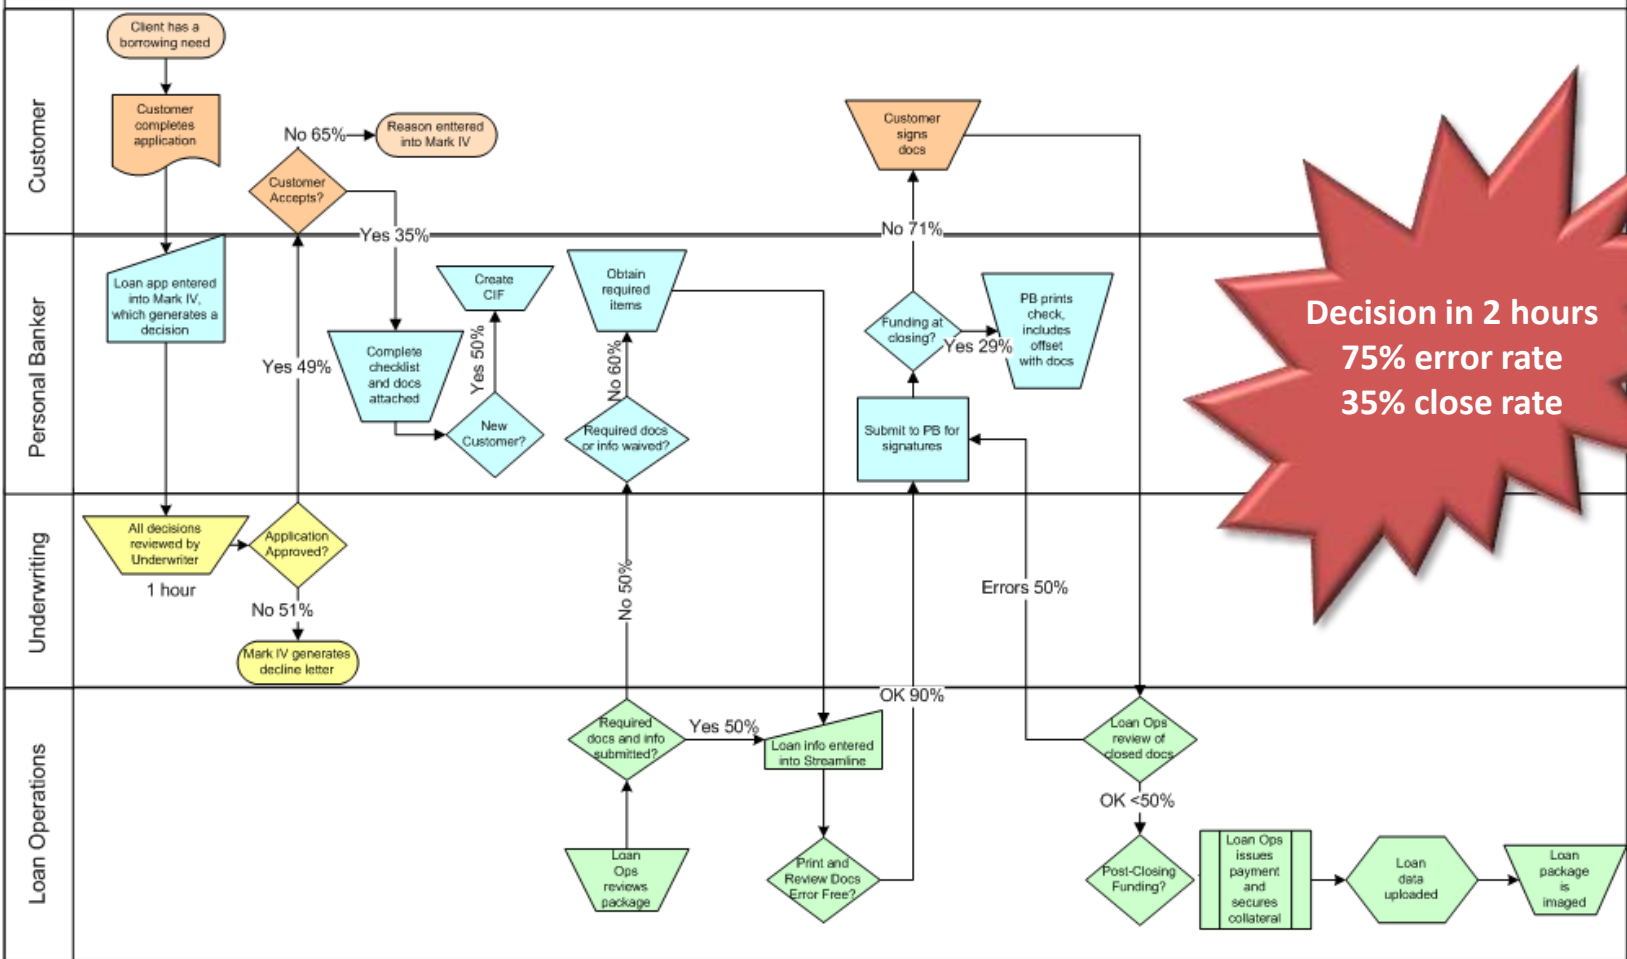 Customer
Client has a
borrowing need
Customer
completes
application
No 65%
Reason enttered
into Mark IV
Customer
Accepts?
Yes 35%
Customer
signs
docs
No 71%
Personal Banker
Loan app entered
into Mark IV,
which generates a
decision
Yes 49%
Complete
checklist
and docs
attached
Create
CIF
Yes 50%
New
Customer?
Obtain
required
items
No 60%
Required docs
or info waived?
Funding at
closing?
Yes 29%
PB prints
check,
includes
offset
with docs
Submit to PB for
signatures
Decision in 2 hours
75% error rate
35% close rate
Underwriting
All decisions
reviewed by
Underwriter
1 hour
Application
Approved?
No 51%
Mark IV generates
decline letter
No 50%
Errors 50%
Loan Operations
Required
docs and info
submitted?
Yes 50%
Loan info entered
into Streamline
OK 90%
Loan
Ops
reviews
package
Print and
Review Docs
Error Free?
Loan Ops
review of
closed docs
OK <50%
Post-Closing
Funding?
Loan Ops
issues
payment
and
secures
collateral
Loan
data
uploaded
Loan
package
is
imaged